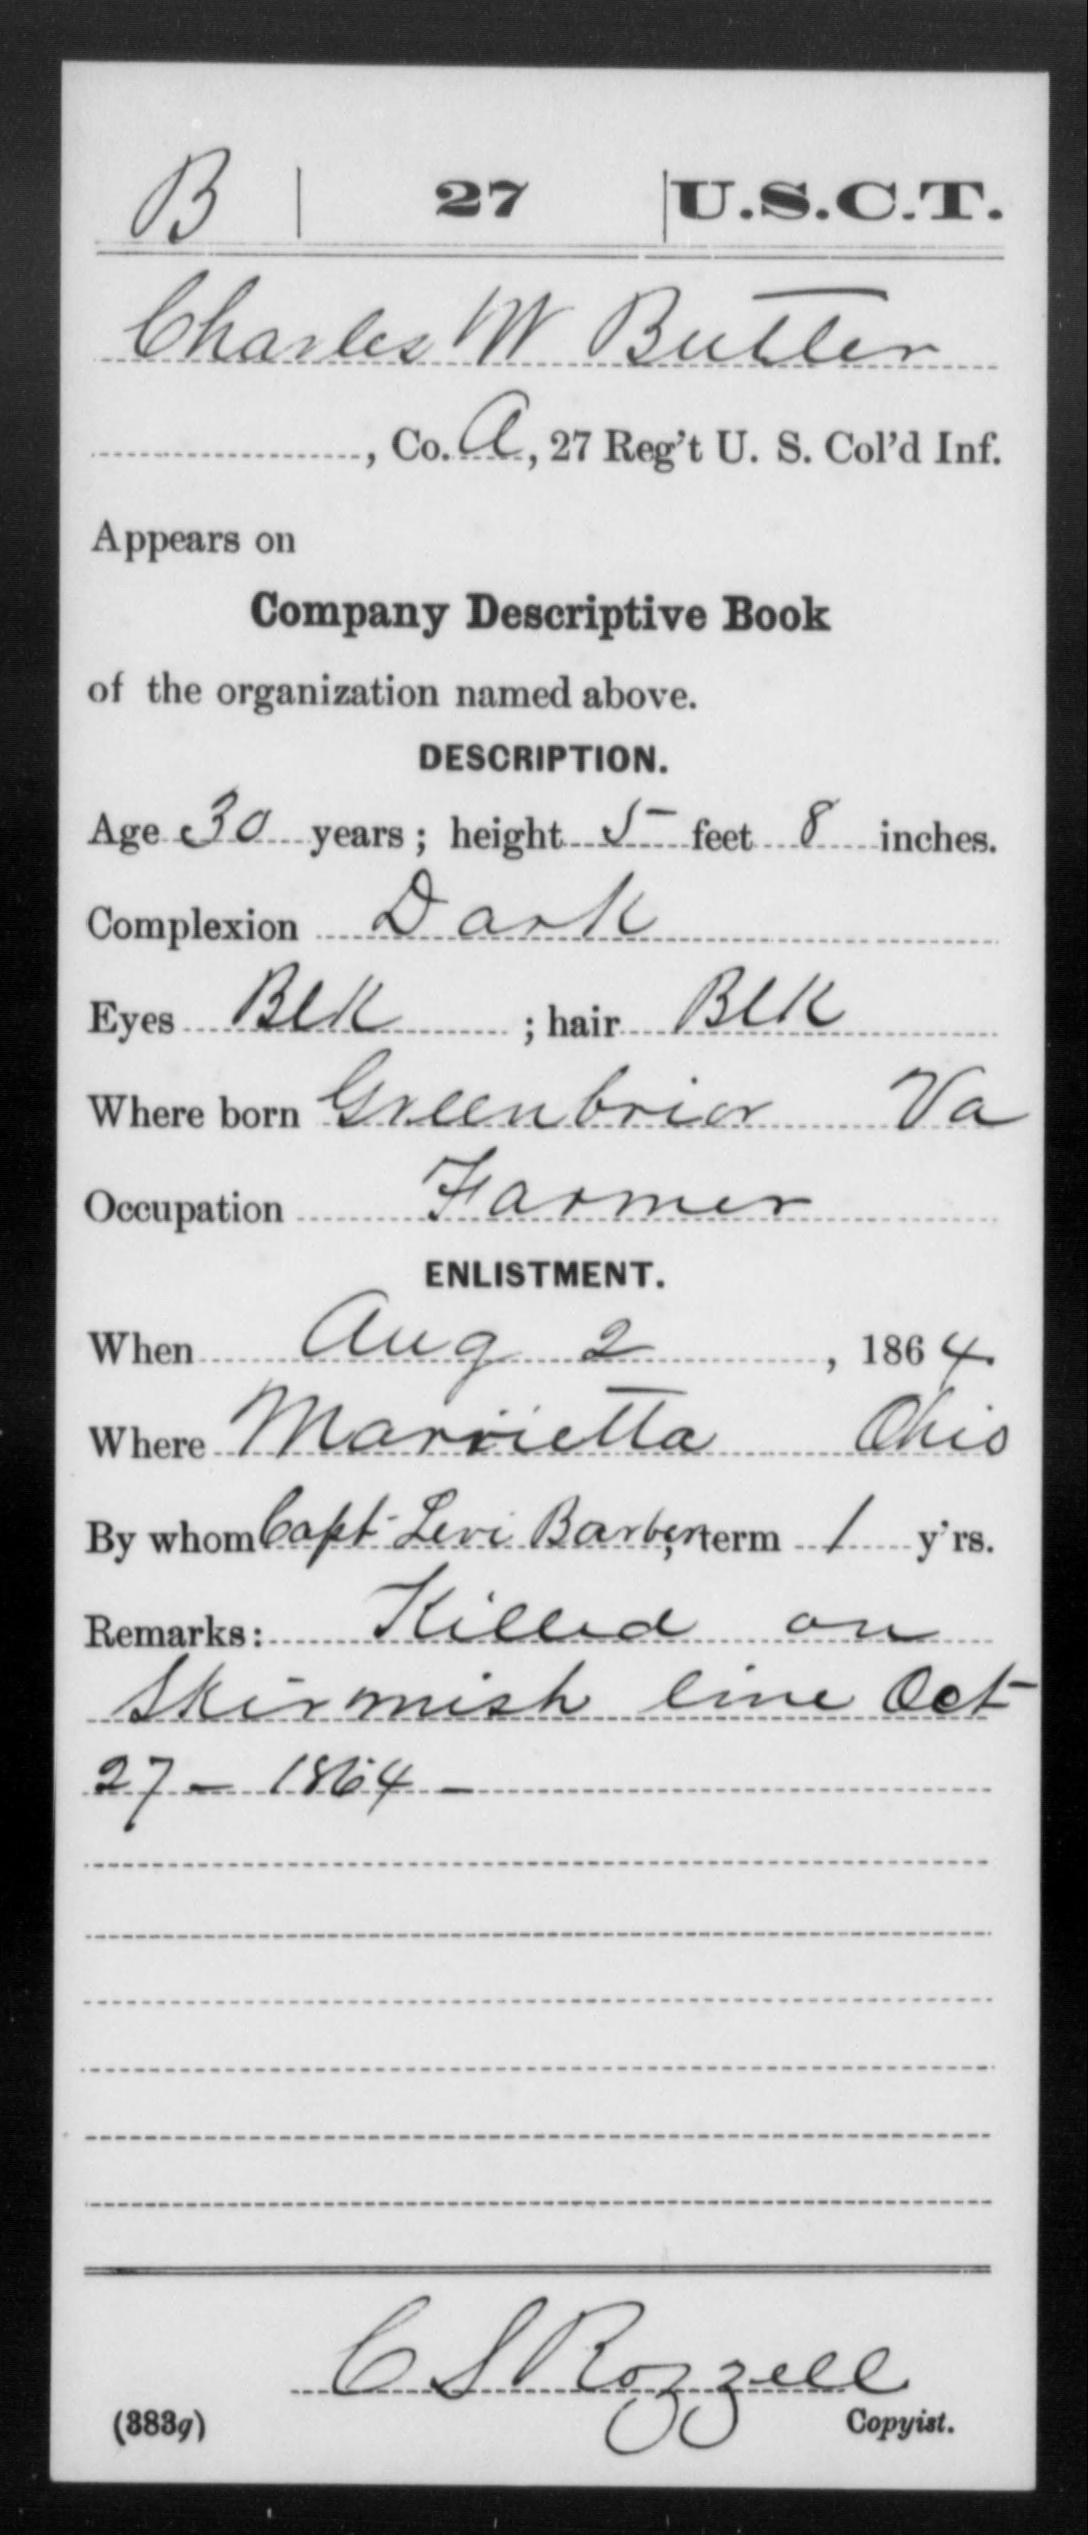 B | 27 | U.S.C.T.
Charles W Butler
, Co. A, 27 Reg't U. S. Col'd Inf.
Appears on
Company Descriptive Book
of the organization named above.
DESCRIPTION.
Age 30 years; height 5 feet 8 inches.
Complexion Dark
Eyes Blk ; hair Blk
Where born Greenbrier Va
Occupation Farmer
ENLISTMENT.
When Aug 2, 1864.
Where Marrietta Ohio
By whom Capt Levi Barber; term 1 y'rs.
Remarks: Killed on
Skirmish line Oct
27 - 1864 -
C S Rozzell
(383g) Copyist.